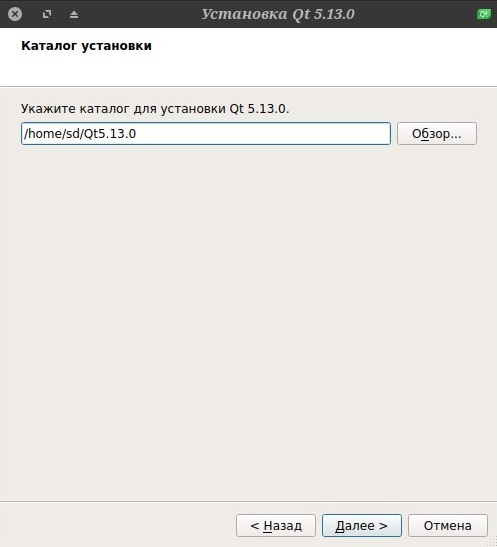 Установка Qt 5.13.0
Qt
Каталог установки
Укажите каталог для установки Qt 5.13.0.
/home/sd/Qt5.13.0
Обзор...
< Назад
Далее >
Отмена